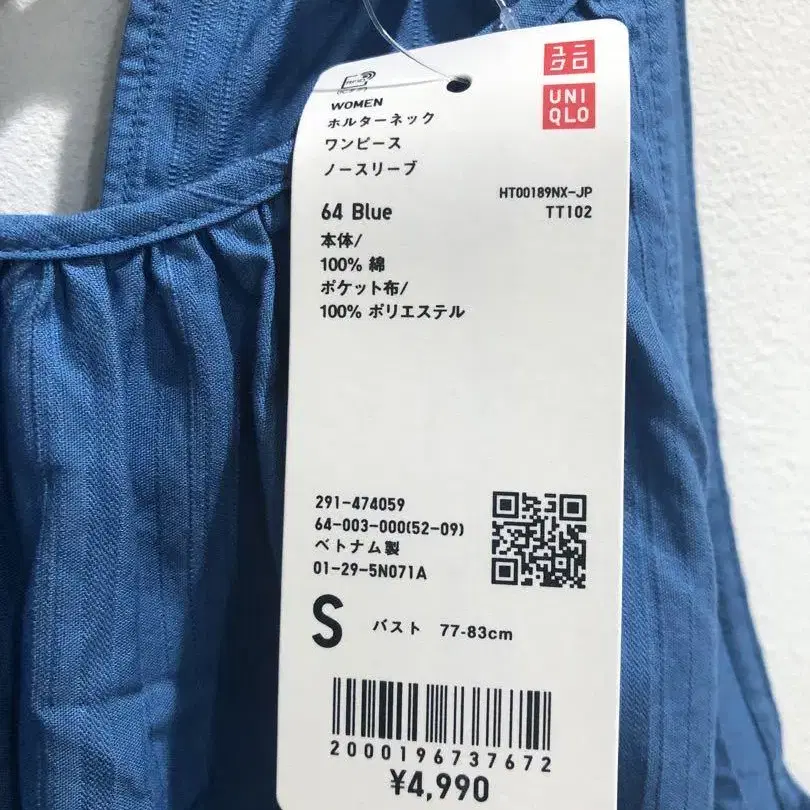 ユニ
クロ
UNI
QLO
WOMEN
ホルターネック
ワンピース
ノースリーブ
HT00189NX-JP
64 Blue
TT102
本体/
100% 綿
ポケット布/
100% ポリエステル
291-474059
64-003-000(52-09)
ベトナム製
01-29-5N071A
S バスト 77-83cm
2000196737672
¥4,990